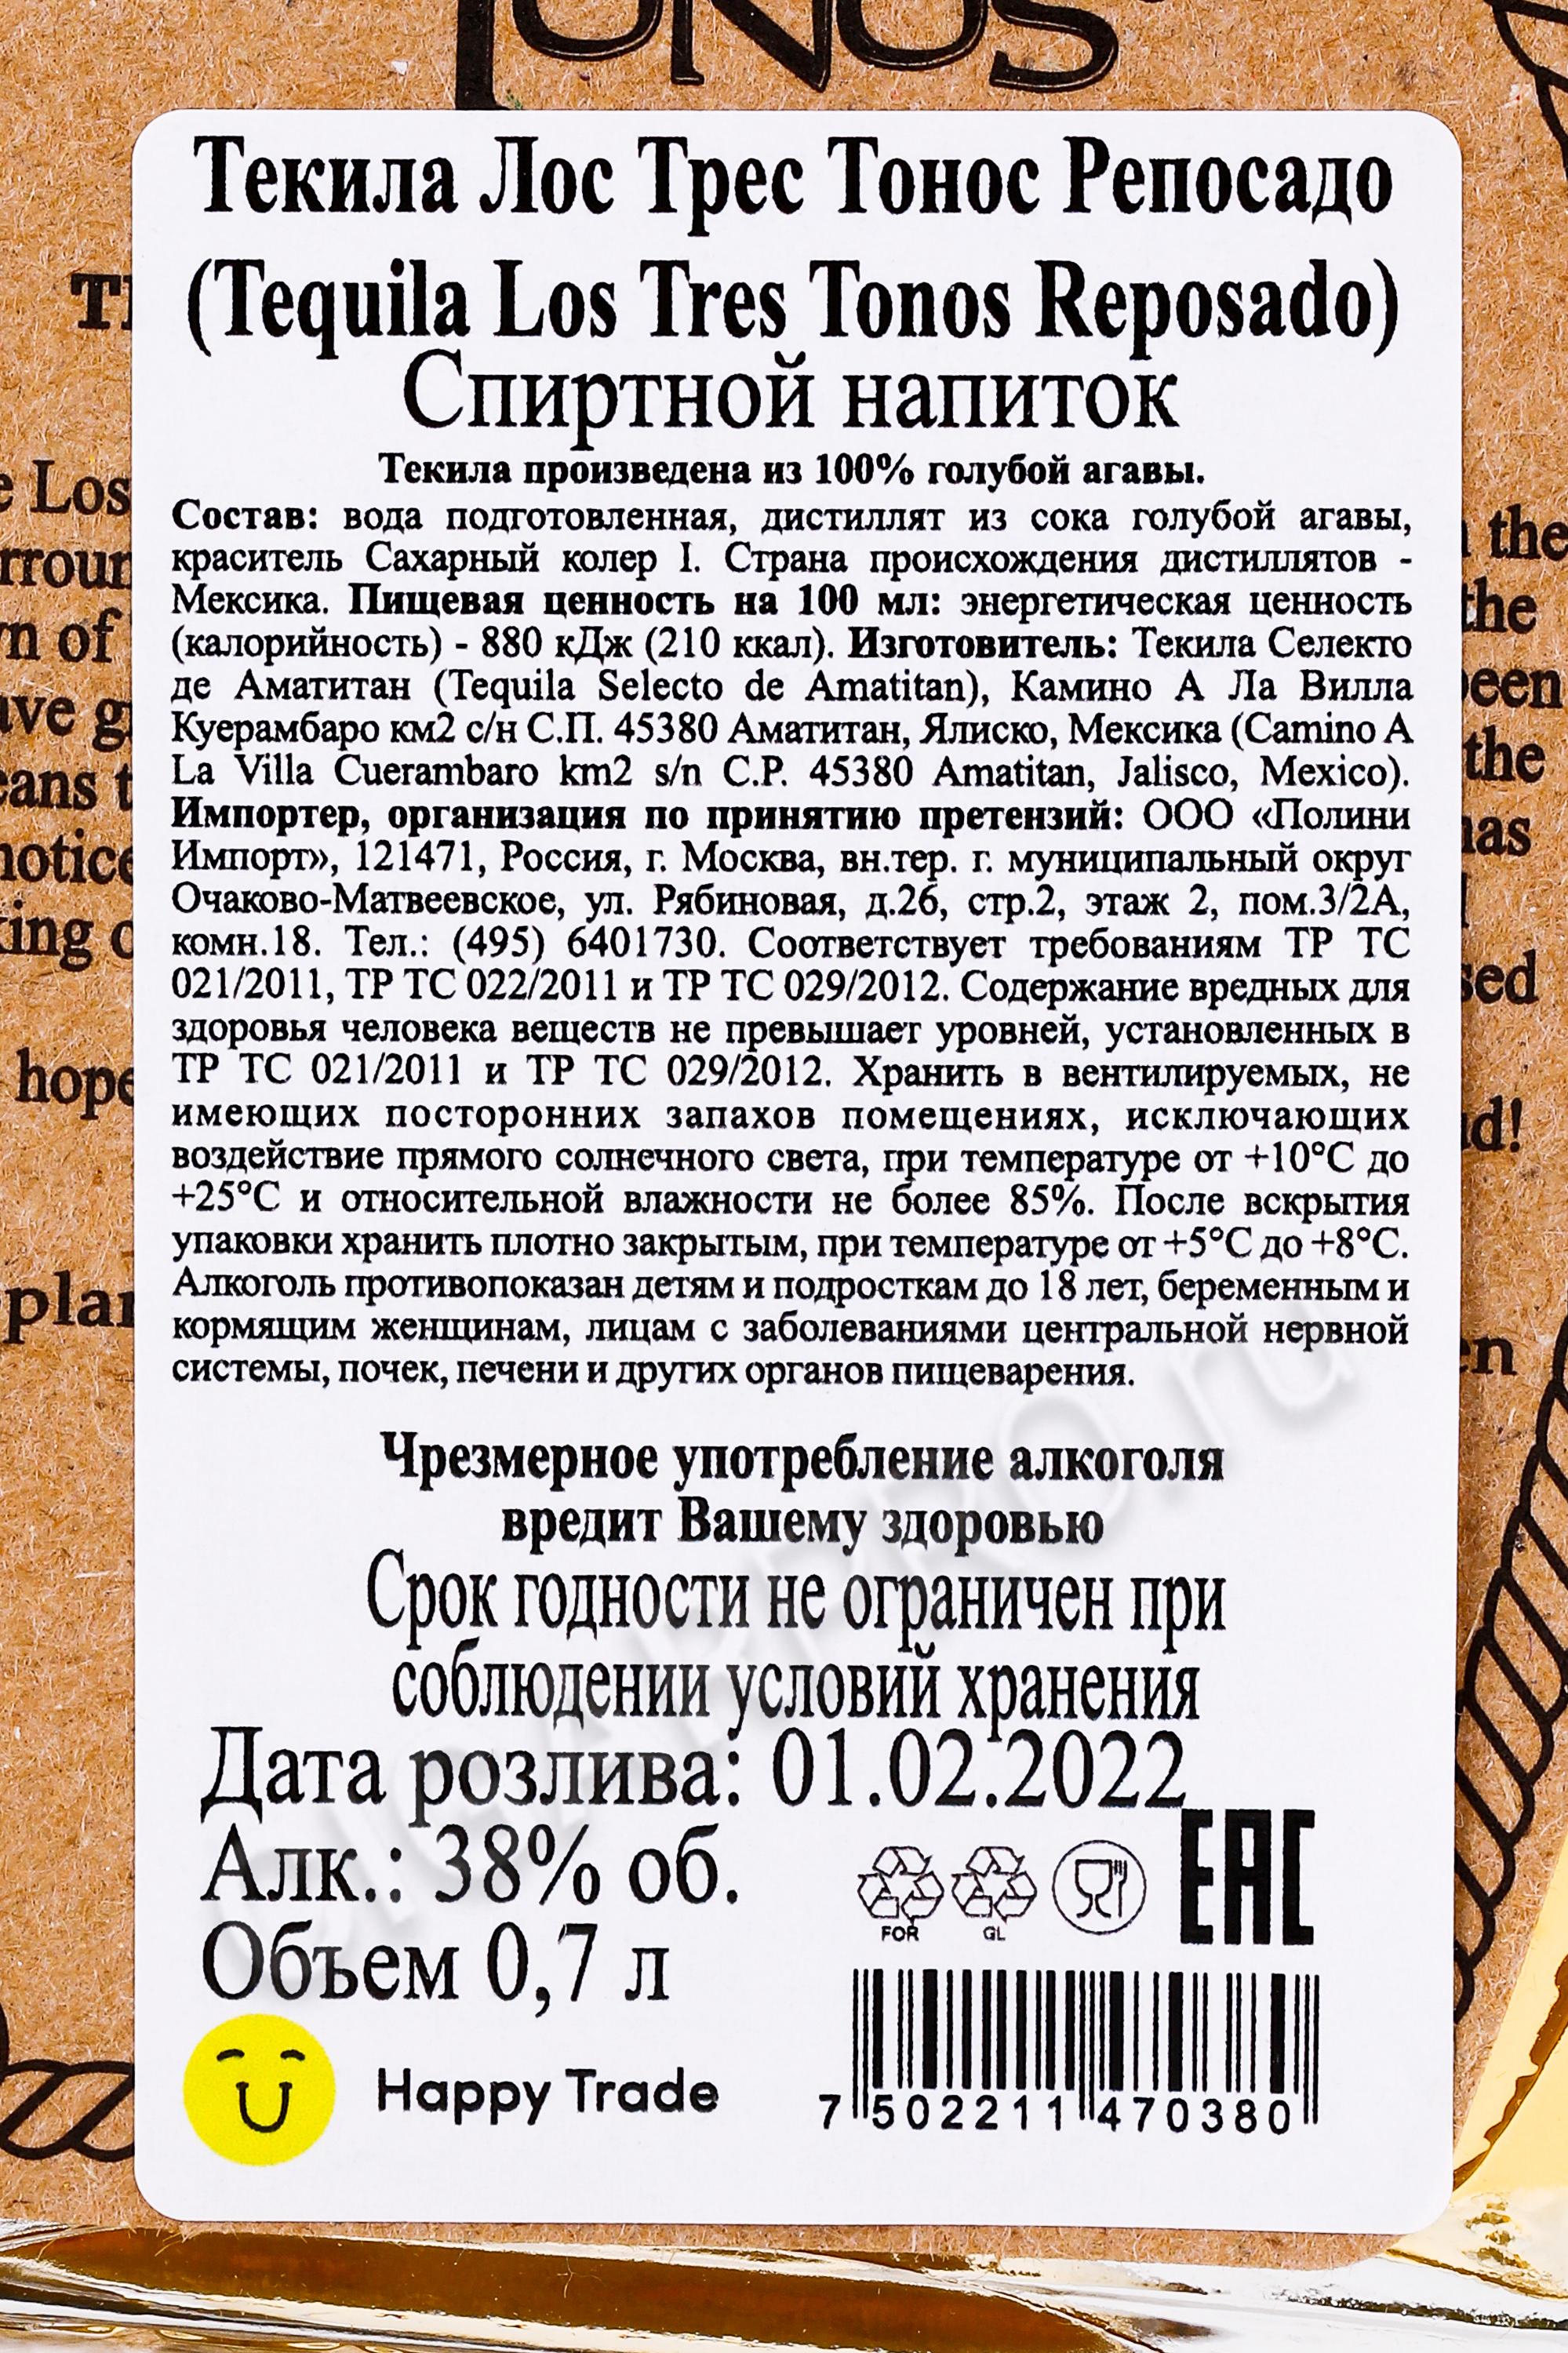 TONOS
Текила Лос Трес Тонос Репосадо
(Tequila Los Tres Tonos Reposado)
Спиртной напиток
Текила произведена из 100% голубой агавы.
Состав: вода подготовленная, дистиллят из сока голубой агавы,
краситель Сахарный колер I. Страна происхождения дистиллятов -
Мексика. Пищевая ценность на 100 мл: энергетическая ценность
(калорийность) - 880 кДж (210 ккал). Изготовитель: Текила Селекто
де Аматитан (Tequila Selecto de Amatitan), Камино А Ла Вилла
Куерамбаро км2 с/н С.П. 45380 Аматитан, Ялиско, Мексика (Camino A
La Villa Cuerambaro km2 s/n C.P. 45380 Amatitan, Jalisco, Mexico).
Импортер, организация по принятию претензий: ООО «Полини
Импорт», 121471, Россия, г. Москва, вн.тер. г. муниципальный округ
Очаково-Матвеевское, ул. Рябиновая, д.26, стр.2, этаж 2, пом.3/2А,
комн.18. Тел.: (495) 6401730. Соответствует требованиям ТР ТС
021/2011, ТР ТС 022/2011 и ТР ТС 029/2012. Содержание вредных для
здоровья человека веществ не превышает уровней, установленных в
ТР ТС 021/2011 и ТР ТС 029/2012. Хранить в вентилируемых, не
имеющих посторонних запахов помещениях, исключающих
воздействие прямого солнечного света, при температуре от +10°С до
+25°С и относительной влажности не более 85%. После вскрытия
упаковки хранить плотно закрытым, при температуре от +5°С до +8°С.
Алкоголь противопоказан детям и подросткам до 18 лет, беременным и
кормящим женщинам, лицам с заболеваниями центральной нервной
системы, почек, печени и других органов пищеварения.
Чрезмерное употребление алкоголя
вредит Вашему здоровью
Срок годности не ограничен при
соблюдении условий хранения
Дата розлива: 01.02.2022
Алк.: 38% об.
Объем 0,7 л
FOR GL EAC
Happy Trade
7 502211 470380
Los
of
hope
the
the
the